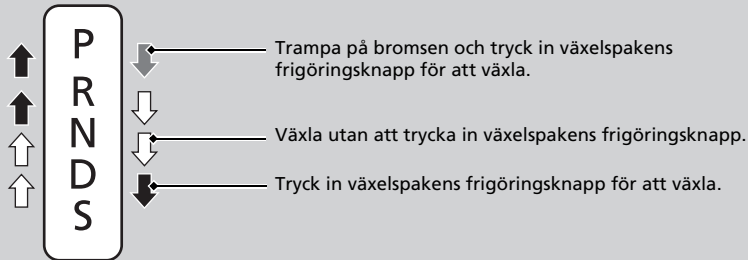 P
R
N
D
S
Trampa på bromsen och tryck in växelspakens
frigöringsknapp för att växla.
Växla utan att trycka in växelspakens frigöringsknapp.
Tryck in växelspakens frigöringsknapp för att växla.